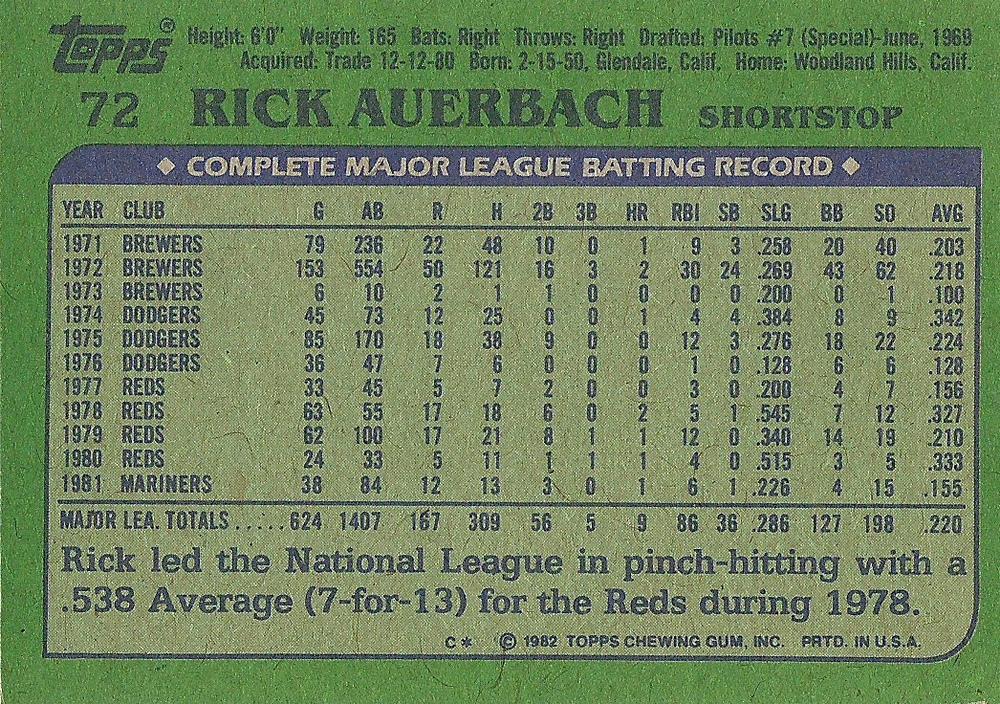 Topps® Height: 6'0" Weight: 165 Bats: Right Throws: Right Drafted: Pilots #7 (Special)-June, 1969
Acquired: Trade 12-12-80 Born: 2-15-50, Glendale, Calif. Home: Woodland Hills, Calif.
72 RICK AUERBACH SHORTSTOP
◆ COMPLETE MAJOR LEAGUE BATTING RECORD ◆
YEAR CLUB G AB R H 2B 3B HR RBI SB SLG BB SO AVG
1971 BREWERS 79 236 22 48 10 0 1 9 3 .258 20 40 .203
1972 BREWERS 153 554 50 121 16 3 2 30 24 .269 43 62 .218
1973 BREWERS 6 10 2 1 1 0 0 0 0 .200 0 1 .100
1974 DODGERS 45 73 12 25 0 0 1 4 4 .384 8 9 .342
1975 DODGERS 85 170 18 38 9 0 0 12 3 .276 18 22 .224
1976 DODGERS 36 47 7 6 0 0 0 1 0 .128 6 6 .128
1977 REDS 33 45 5 7 2 0 0 3 0 .200 4 7 .156
1978 REDS 63 55 17 18 6 0 2 5 1 .545 7 12 .327
1979 REDS 62 100 17 21 8 1 1 12 0 .340 14 19 .210
1980 REDS 24 33 5 11 1 1 1 4 0 .515 3 5 .333
1981 MARINERS 38 84 12 13 3 0 1 6 1 .226 4 15 .155
MAJOR LEA. TOTALS ..... 624 1407 167 309 56 5 9 86 36 .286 127 198 .220
Rick led the National League in pinch-hitting with a
.538 Average (7-for-13) for the Reds during 1978.
C* © 1982 TOPPS CHEWING GUM, INC. PRTD. IN U.S.A.